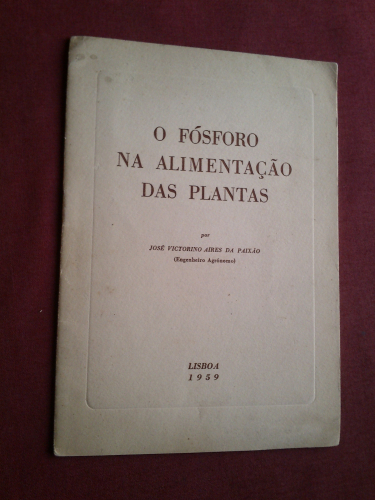 O FÓSFORO
NA ALIMENTAÇÃO
DAS PLANTAS
por
JOSÉ VICTORINO AIRES DA PAIXÃO
(Engenheiro Agrónomo)
LISBOA
1959